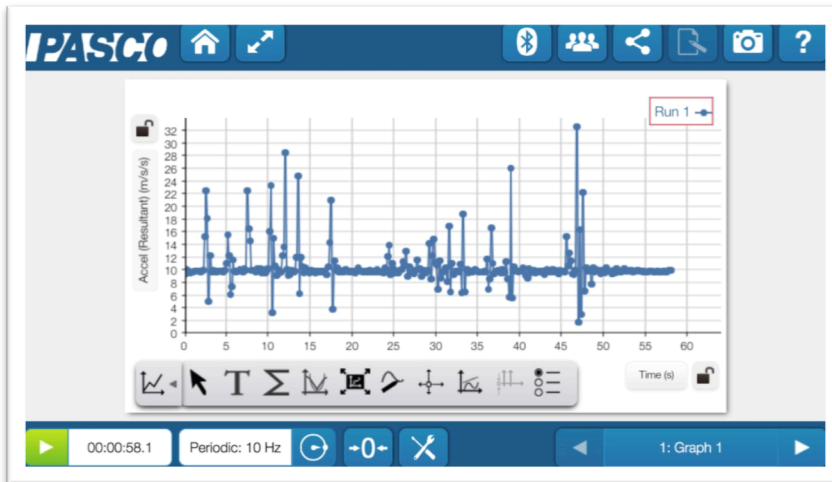 PASCO
?
Run 1
Accel (Resultant) (m/s/s)
32
30
28
26
24
22
20
18
16
14
12
10
8
6
4
2
0
0 5 10 15 20 25 30 35 40 45 50 55 60
Time (s)
T Σ
00:00:58.1
Periodic: 10 Hz
→0←
1: Graph 1